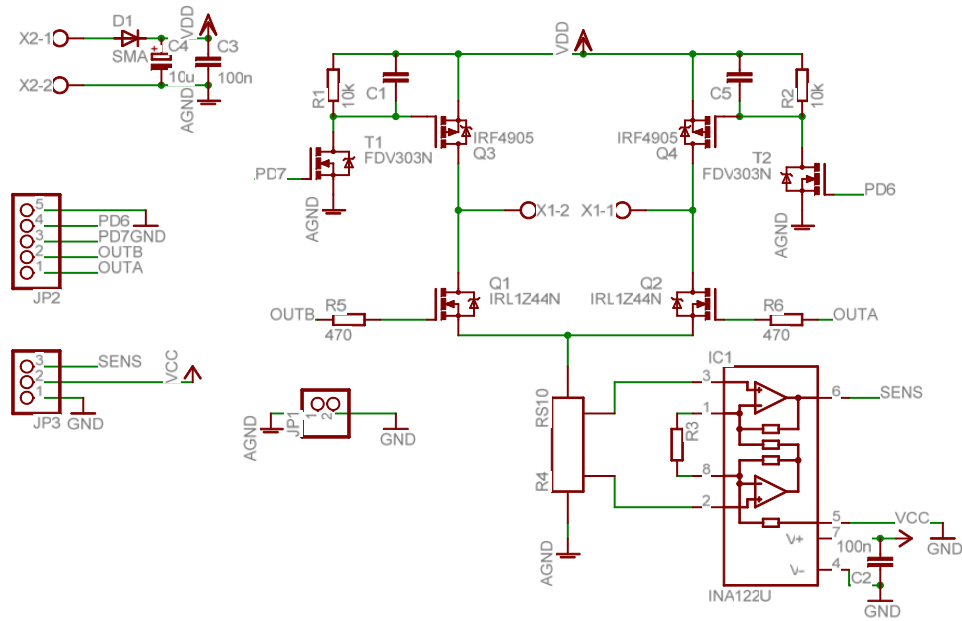 X2-1
D1
SMA
C4
10u
VDD
C3
100n
X2-2
AGND
VDD
R1
10k
C1
C5
R2
10k
IRF4905
Q3
IRF4905
Q4
T1
FDV303N
T2
FDV303N
PD7
PD6
AGND
AGND
X1-2
X1-1
5
4
3
2
1
PD6
PD7GND
OUTB
OUTA
JP2
Q1
IRL1Z44N
Q2
IRL1Z44N
OUTB
R5
470
R6
470
OUTA
3
2
1
SENS
VCC
JP3
GND
AGND
JP1
1
2
GND
RS10
R4
AGND
IC1
3
1
8
2
R3
6
SENS
5
VCC
GND
V+
7
100n
V-
4
C2
INA122U
GND